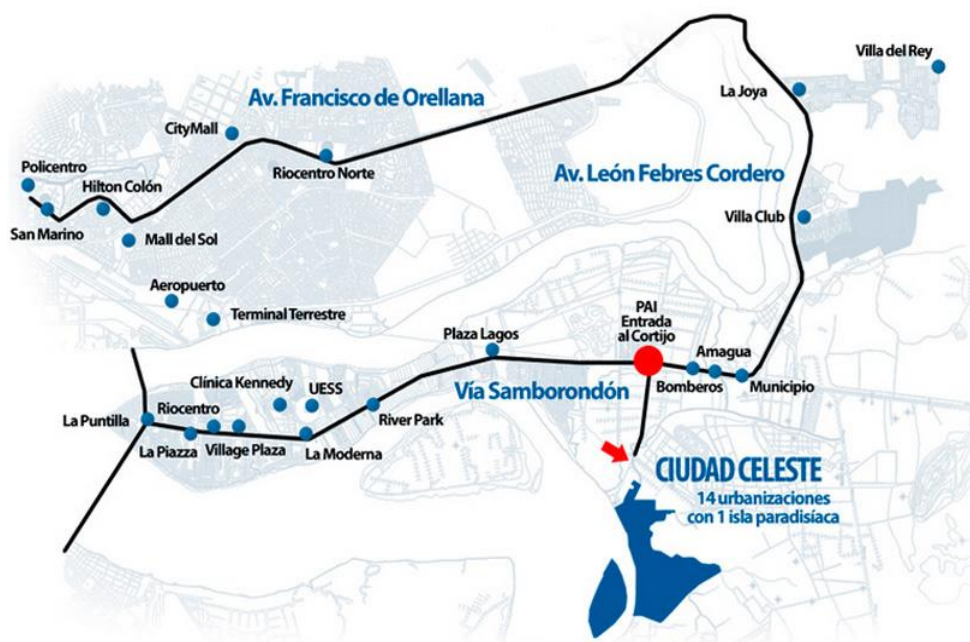 Villa del Rey
La Joya
Av. Francisco de Orellana
CityMall
Riocentro Norte
Policentro
Hilton Colón
San Marino
Mall del Sol
Av. León Febres Cordero
Villa Club
Aeropuerto
Terminal Terrestre
PAI
Entrada
al Cortijo
Plaza Lagos
Amagua
Bomberos
Municipio
Vía Samborondón
Clínica Kennedy
UESS
Riocentro
La Puntilla
River Park
La Piazza
Village Plaza
La Moderna
CIUDAD CELESTE
14 urbanizaciones
con 1 isla paradisíaca